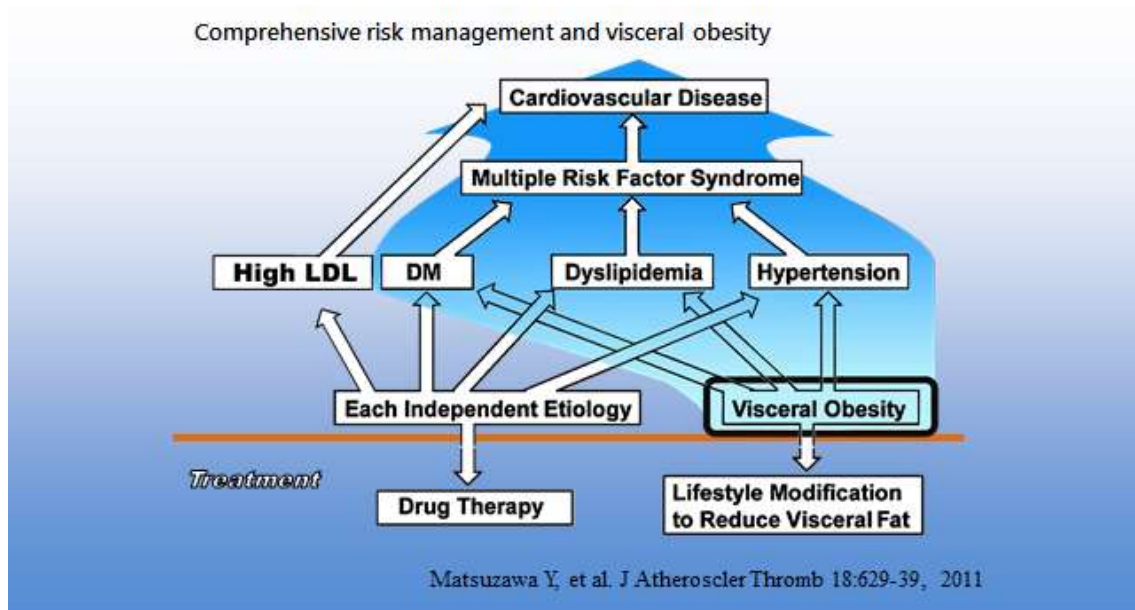 Comprehensive risk management and visceral obesity
Cardiovascular Disease
Multiple Risk Factor Syndrome
High LDL
DM
Dyslipidemia
Hypertension
Each Independent Etiology
Visceral Obesity
Treatment
Drug Therapy
Lifestyle Modification
to Reduce Visceral Fat
Matsuzawa Y, et al. J Atheroscler Thromb 18:629-39, 2011